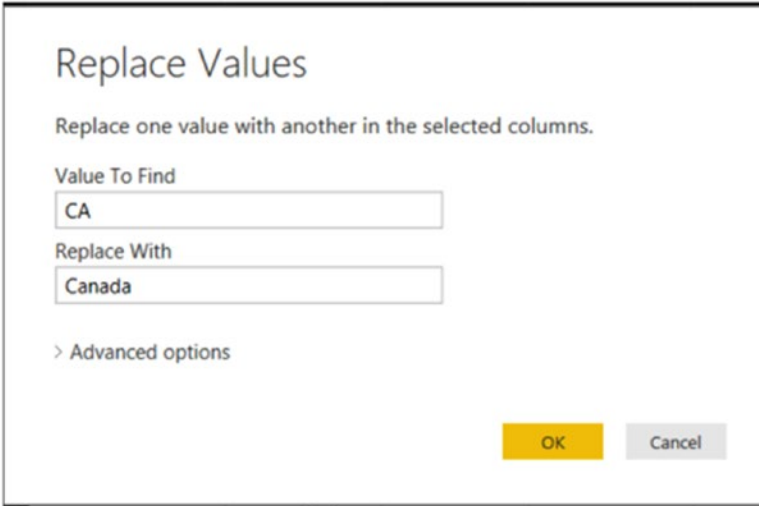 Replace Values
Replace one value with another in the selected columns.
Value To Find
CA
Replace With
Canada
> Advanced options
OK Cancel